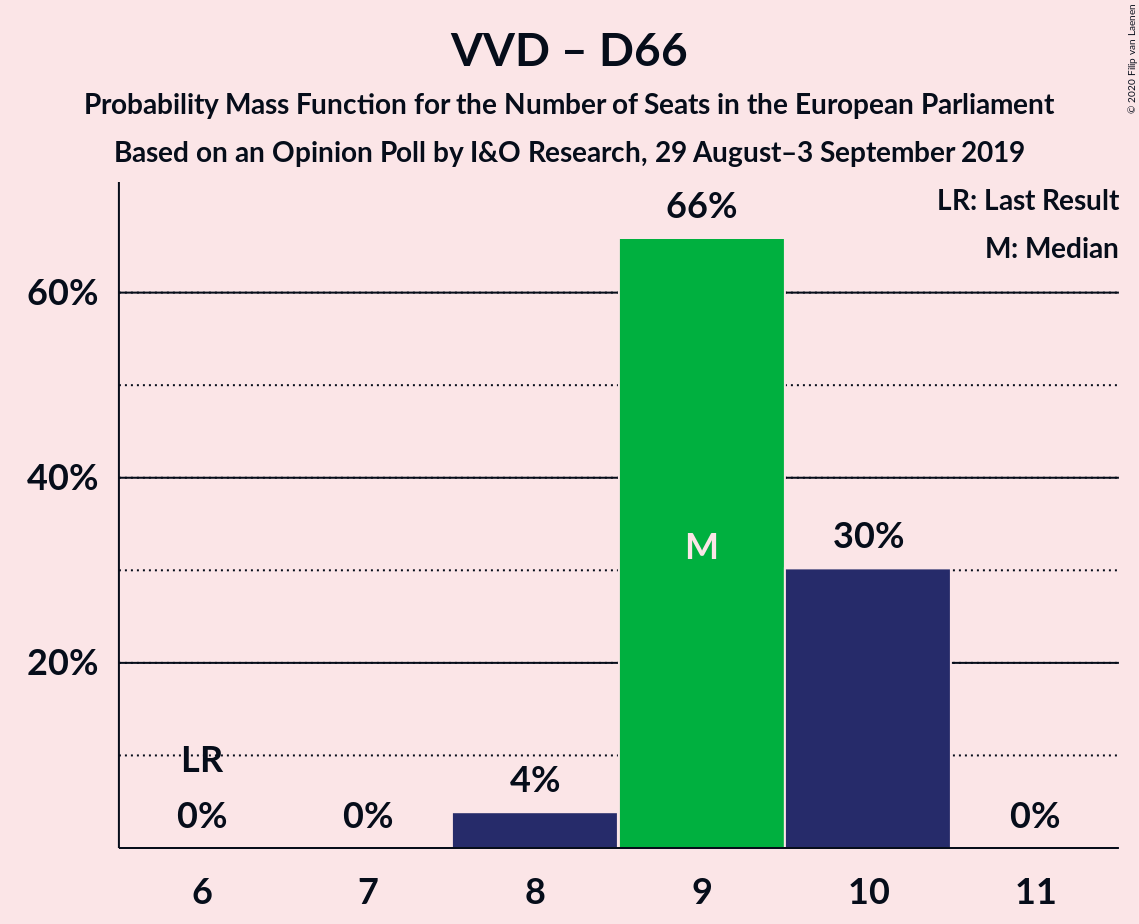 VVD – D66
Probability Mass Function for the Number of Seats in the European Parliament
Based on an Opinion Poll by I&O Research, 29 August–3 September 2019
© 2020 Filip van Laenen
LR: Last Result
M: Median
66%
60%
M
40%
30%
20%
LR
4%
0%
0%
0%
6
7
8
9
10
11